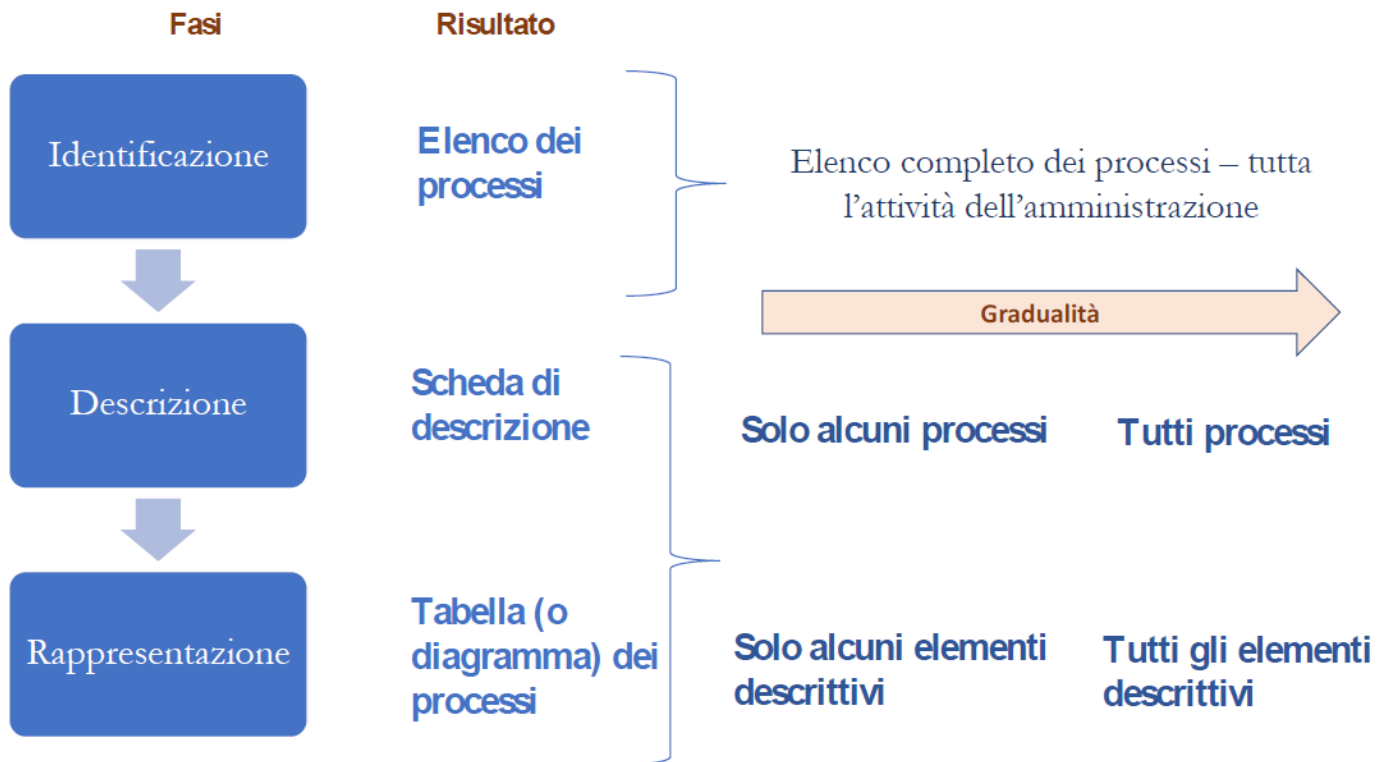 Fasi
Risultato
Identificazione
Elenco dei
processi
Elenco completo dei processi – tutta
l’attività dell’amministrazione
Gradualità
Descrizione
Scheda di
descrizione
Solo alcuni processi
Tutti processi
Rappresentazione
Tabella (o
diagramma) dei
processi
Solo alcuni elementi
descrittivi
Tutti gli elementi
descrittivi